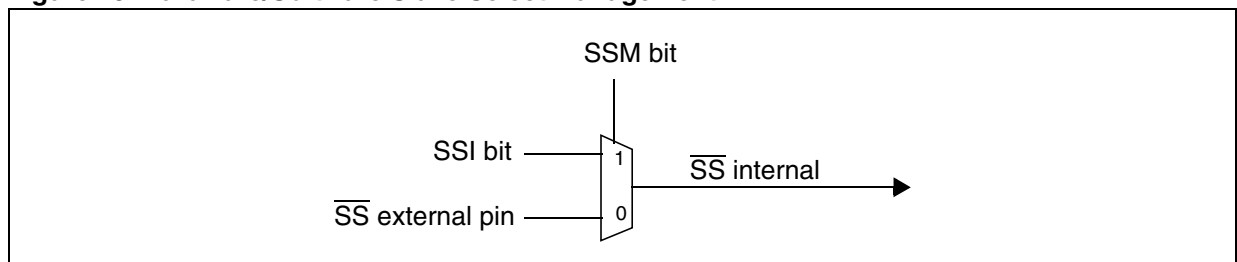 SSM bit
SSI bit
1
SS internal
SS external pin
0